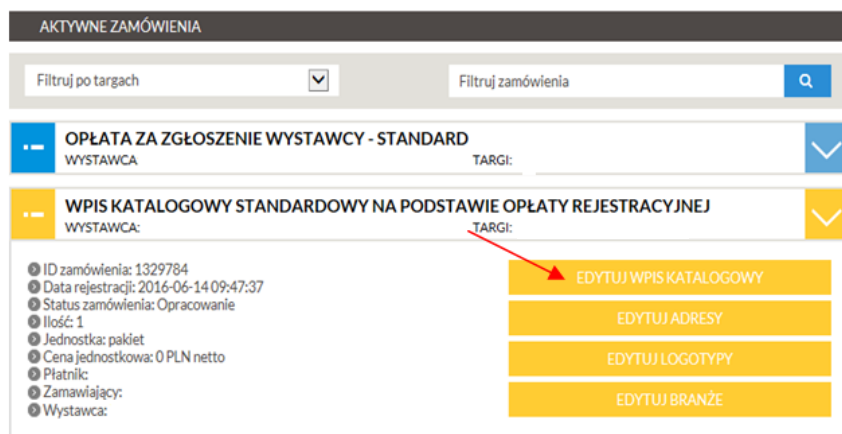 AKTYWNE ZAMÓWIENIA
Filtruj po targach
Filtruj zamówienia
OPŁATA ZA ZGŁOSZENIE WYSTAWCY - STANDARD
WYSTAWCA TARGI:
WPIS KATALOGOWY STANDARDOWY NA PODSTAWIE OPŁATY REJESTRACYJNEJ
WYSTAWCA: TARGI:
ID zamówienia: 1329784
Data rejestracji: 2016-06-14 09:47:37
Status zamówienia: Opracowanie
Ilość: 1
Jednostka: pakiet
Cena jednostkowa: 0 PLN netto
Płatnik:
Zamawiający:
Wystawca:
EDYTUJ WPIS KATALOGOWY
EDYTUJ ADRESY
EDYTUJ LOGOTYPY
EDYTUJ BRANŻE